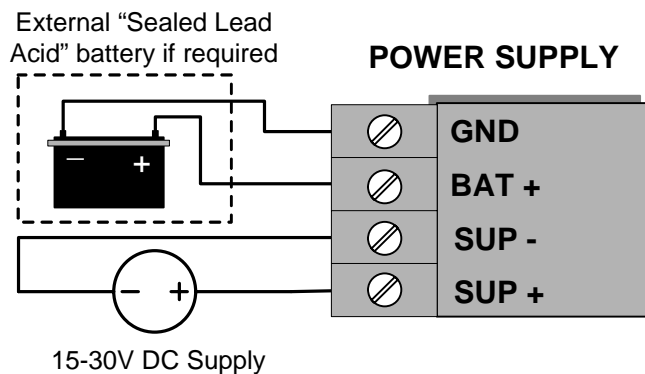 External “Sealed Lead
Acid” battery if required
POWER SUPPLY
GND
BAT +
SUP -
SUP +
− +
− +
15-30V DC Supply